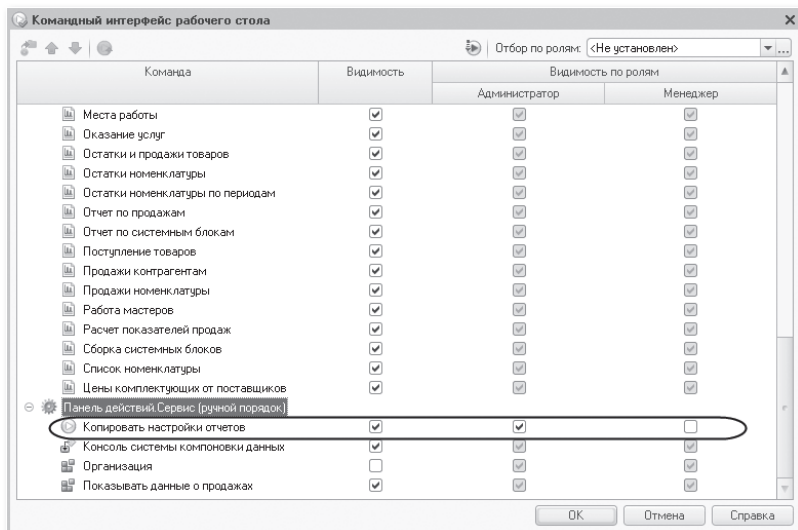 Командный интерфейс рабочего стола
Отбор по ролям: <Не установлен>
Команда Видимость Видимость по ролям
Администратор Менеджер
Места работы
Оказание услуг
Остатки и продажи товаров
Остатки номенклатуры
Остатки номенклатуры по периодам
Отчет по продажам
Отчет по системным блокам
Поступление товаров
Продажи контрагентам
Продажи номенклатуры
Работа мастеров
Расчет показателей продаж
Сборка системных блоков
Список номенклатуры
Цены комплектующих от поставщиков
Панель действий.Сервис (ручной порядок)
Копировать настройки отчетов
Консоль системы компоновки данных
Организация
Показывать данные о продажах
OK Отмена Справка